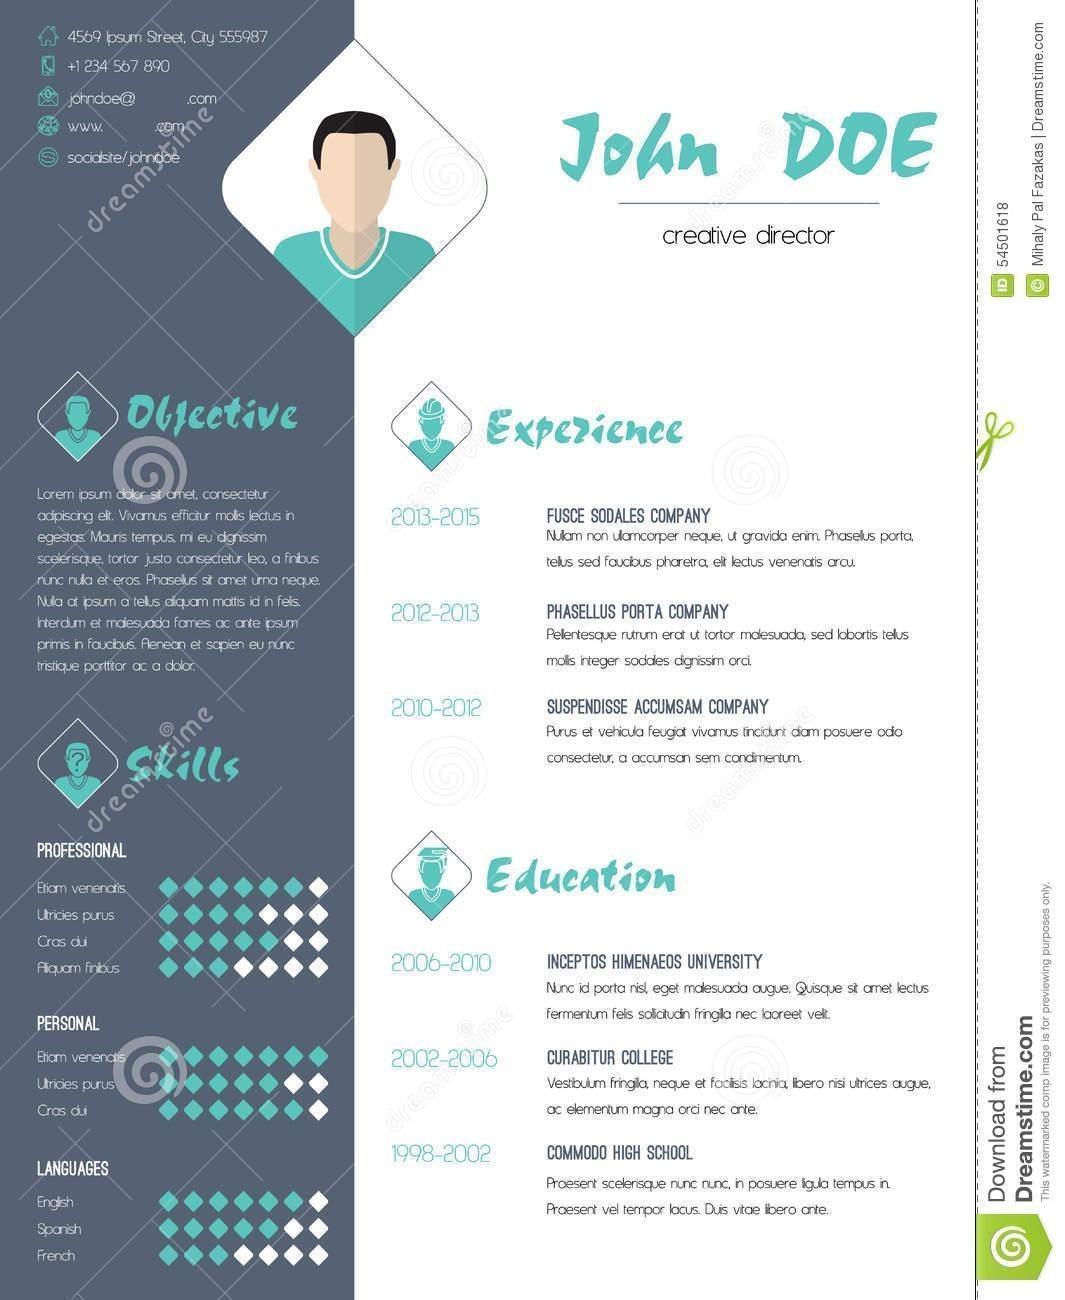 4569 Ipsum Street, City 555987
+1 234 567 890
johndoe@ .com
www. .com
socialsite/johndoe
John DOE
creative director
Objective
Lorem ipsum dolor sit amet, consectetur
adipiscing elit. Vivamus efficitur mollis lectus in
egestas. Mauris tempus, mi eu dignissim
scelerisque, tortor justo consectetur leo, a finibus
nunc nulla et eros. Phasellus sit amet urna neque.
Nulla at ipsum a tellus aliquam mattis id in felis.
Interdum et malesuada fames ac ante ipsum
primis in faucibus. Aenean et sapien eu nunc
tristique porttitor ac a dolor.
Skills
PROFESSIONAL
Etiam venenatis
Ultricies purus
Cras dui
Aliquam finibus
PERSONAL
Etiam venenatis
Ultricies purus
Cras dui
LANGUAGES
English
Spanish
French
Experience
2013-2015
FUSCE SODALES COMPANY
Nullam non ullamcorper neque, ut gravida enim. Phasellus porta,
tellus sed faucibus pharetra, elit lectus venenatis arcu.
2012-2013
PHASELLUS PORTA COMPANY
Pellentesque rutrum erat ut tortor malesuada, sed lobortis tellus
mollis integer sodales dignissim orci.
2010-2012
SUSPENDISSE ACCUMSAM COMPANY
Purus et vehicula feugiat vivamus tincidunt diam posuere odio
consectetur, a accumsan sem condimentum.
Education
2006-2010
INCEPTOS HIMENAEOS UNIVERSITY
Nunc id porta nisl, eget malesuada augue. Quisque sit amet lectus
fermentum felis solicitudin fringilla nec laoreet velit.
2002-2006
CURABITUR COLLEGE
Vestibulum fringilla, neque et facilisis lacinia, libero nisi ultrices augue,
ac elementum magna orci nec ante.
1998-2002
COMMODO HIGH SCHOOL
Praesent scelerisque nunc nunc, in posuere ligula tempus in.
Praesent vel tempor lacus. Duis vitae libero ante.
dreamstime
dreamstime
dreamstime
dreamstime
dreamstime
dreamstime
dreamstime
ID 54501618
© Mihaly Pal Fazakas | Dreamstime.com
Download from
Dreamstime.com
This watermarked comp image is for previewing purposes only.